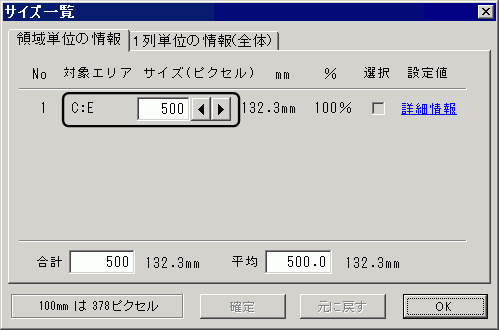 サイズ一覧
領域単位の情報 1列単位の情報(全体)
No 対象エリア サイズ(ピクセル) mm % 選択 設定値
1 C:E 500 132.3mm 100% 詳細情報
合計 500 132.3mm 平均 500.0 132.3mm
100mm は 378ピクセル 確定 元に戻す OK